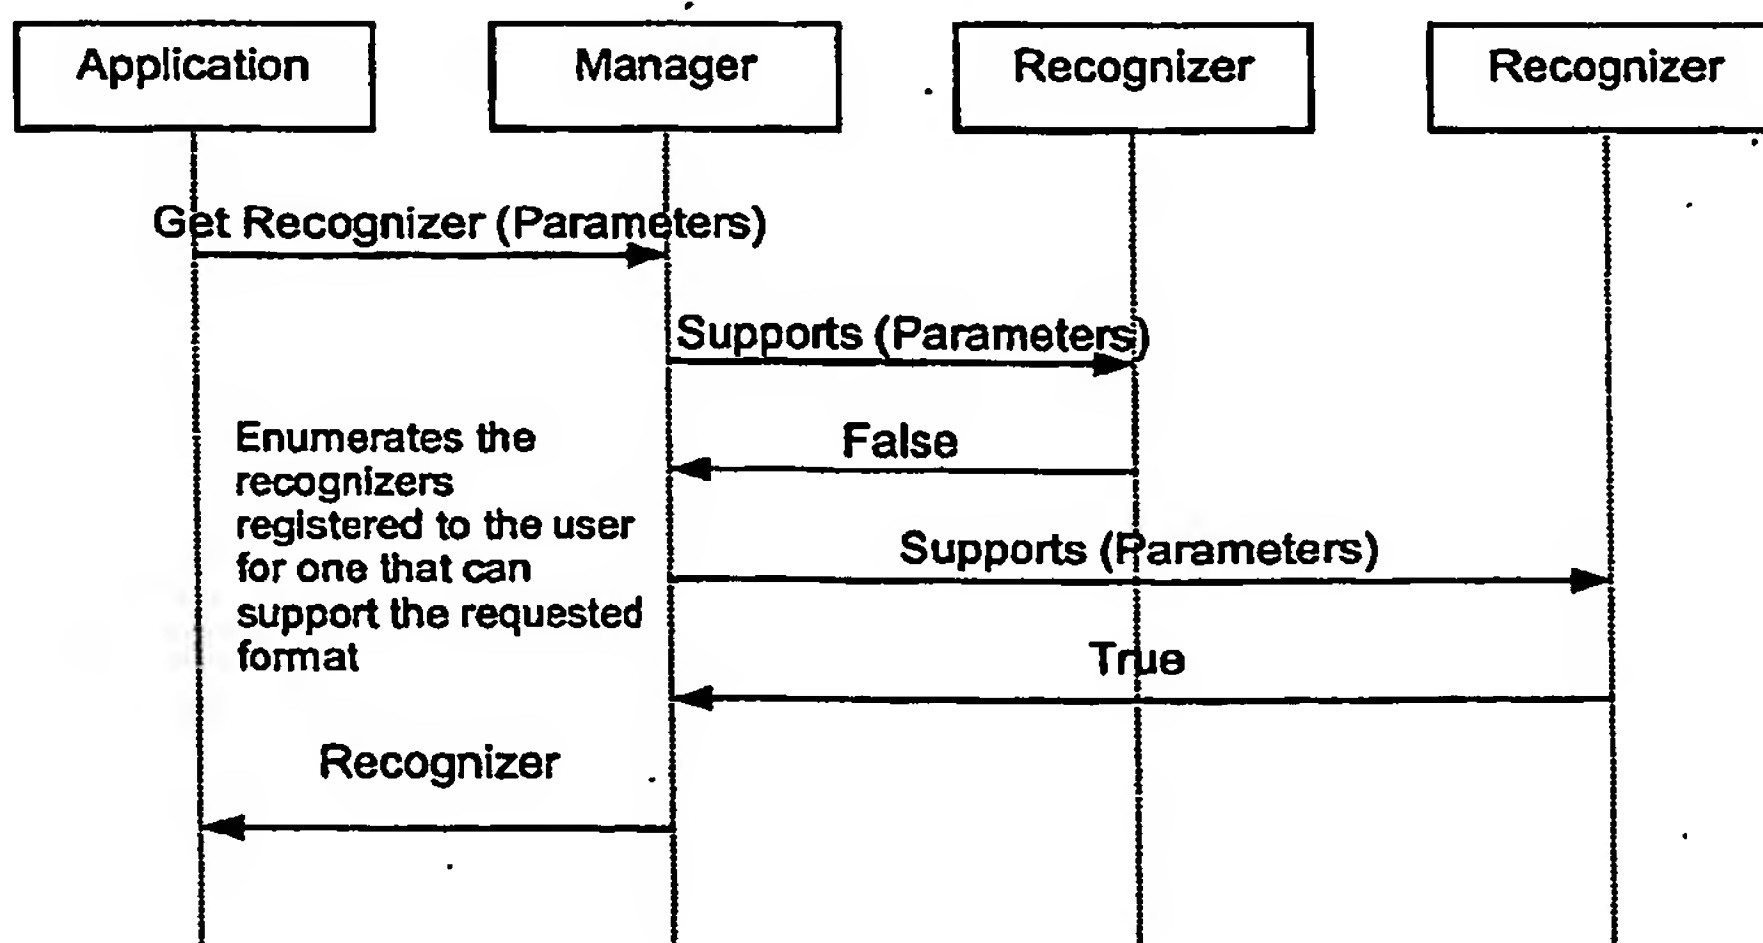 Application
Manager
Recognizer
Recognizer
Get Recognizer (Parameters)
Supports (Parameters)
False
Enumerates the
recognizers
registered to the user
for one that can
support the requested
format
Supports (Parameters)
True
Recognizer